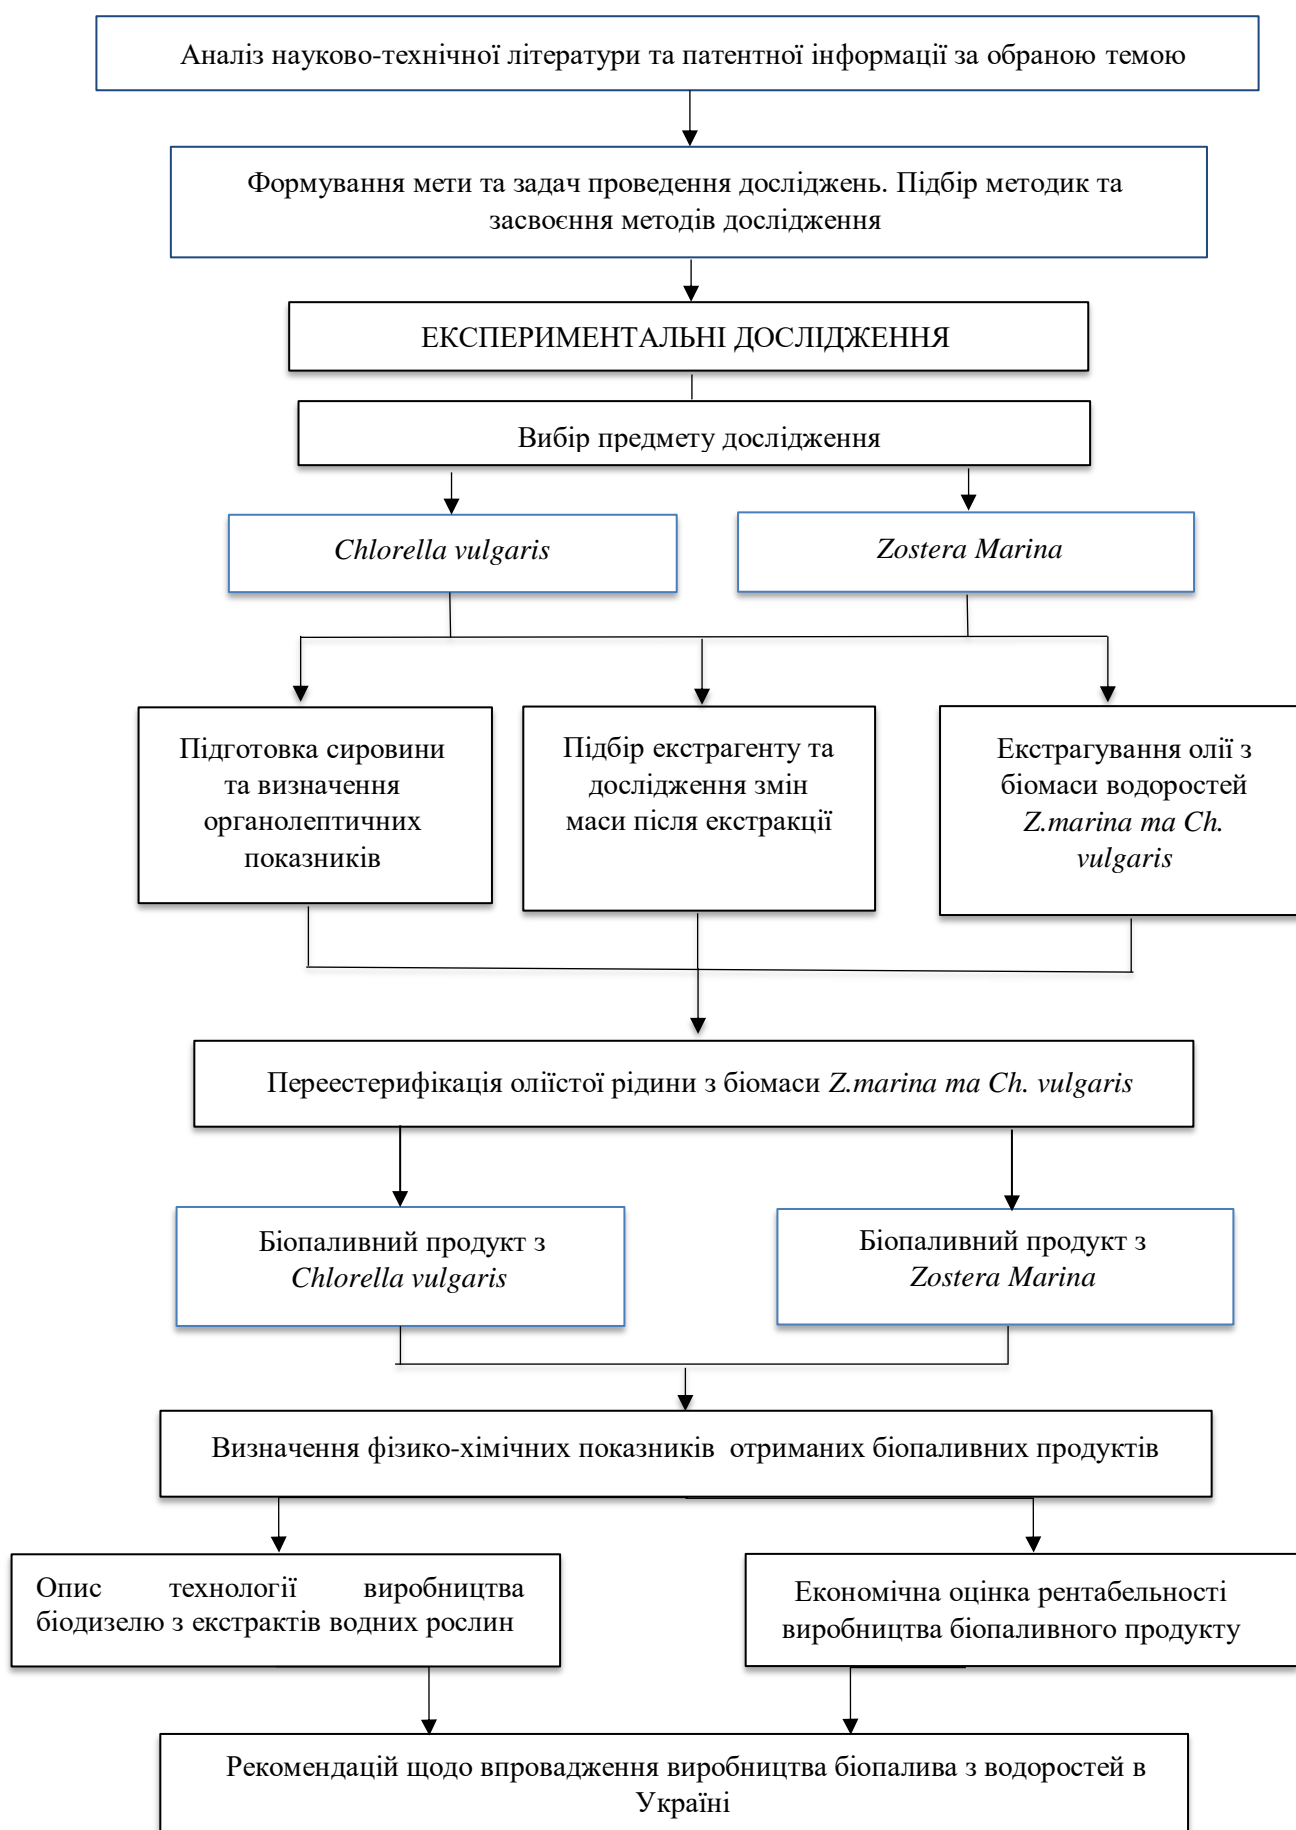 Аналіз науково-технічної літератури та патентної інформації за обраною темою
Формування мети та задач проведення досліджень. Підбір методик та
засвоєння методів дослідження
ЕКСПЕРИМЕНТАЛЬНІ ДОСЛІДЖЕННЯ
Вибір предмету дослідження
Chlorella vulgaris
Zostera Marina
Підготовка сировини
та визначення
органолептичних
показників
Підбір екстрагенту та
дослідження змін
маси після екстракції
Екстрагування олії з
біомаси водоростей
Z.marina та Ch.
vulgaris
Переестерифікація оліїстої рідини з біомаси Z.marina та Ch. vulgaris
Біопаливний продукт з
Chlorella vulgaris
Біопаливний продукт з
Zostera Marina
Визначення фізико-хімічних показників отриманих біопаливних продуктів
Опис технології виробництва
біодизелю з екстрактів водних рослин
Економічна оцінка рентабельності
виробництва біопаливного продукту
Рекомендацій щодо впровадження виробництва біопалива з водоростей в
Україні